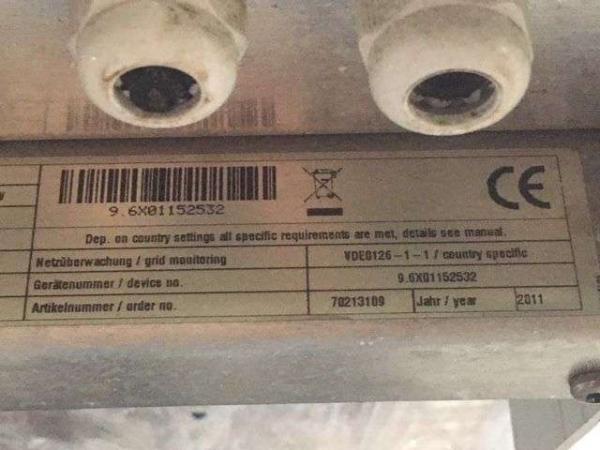 9.6X01152532
CE
Dep. on country settings all specific requirements are met, details see manual.
Netzüberwachung / grid monitoring VDE0126-1-1 / country specific
Gerätenummer / device no. 9.6X01152532
Artikelnummer / order no. 70213109 Jahr / year 2011